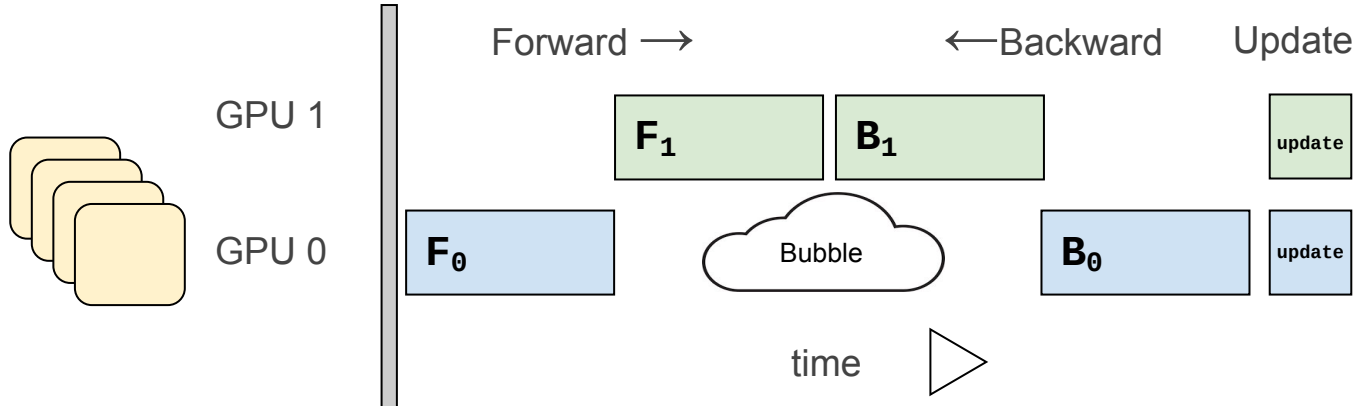 Forward → ←Backward Update
GPU 1
F₁ B₁ update
GPU 0
F₀ Bubble B₀ update
time